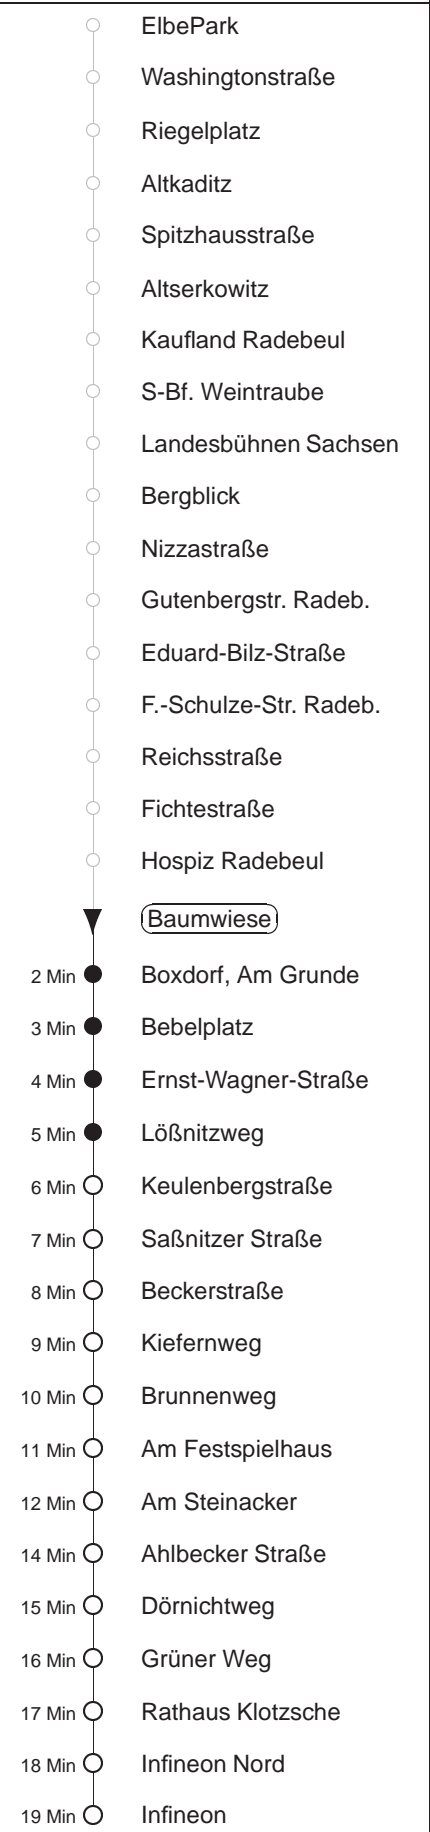 ElbePark
Washingtonstraße
Riegelplatz
Altkaditz
Spitzhausstraße
Altserkowitz
Kaufland Radebeul
S-Bf. Weintraube
Landesbühnen Sachsen
Bergblick
Nizzastraße
Gutenbergstr. Radeb.
Eduard-Bilz-Straße
F.-Schulze-Str. Radeb.
Reichsstraße
Fichtestraße
Hospiz Radebeul
Baumwiese
2 Min Boxdorf, Am Grunde
3 Min Bebelplatz
4 Min Ernst-Wagner-Straße
5 Min Lößnitzweg
6 Min Keulenbergstraße
7 Min Saßnitzer Straße
8 Min Beckerstraße
9 Min Kiefernweg
10 Min Brunnenweg
11 Min Am Festspielhaus
12 Min Am Steinacker
14 Min Ahlbecker Straße
15 Min Dörnichtweg
16 Min Grüner Weg
17 Min Rathaus Klotzsche
18 Min Infineon Nord
19 Min Infineon